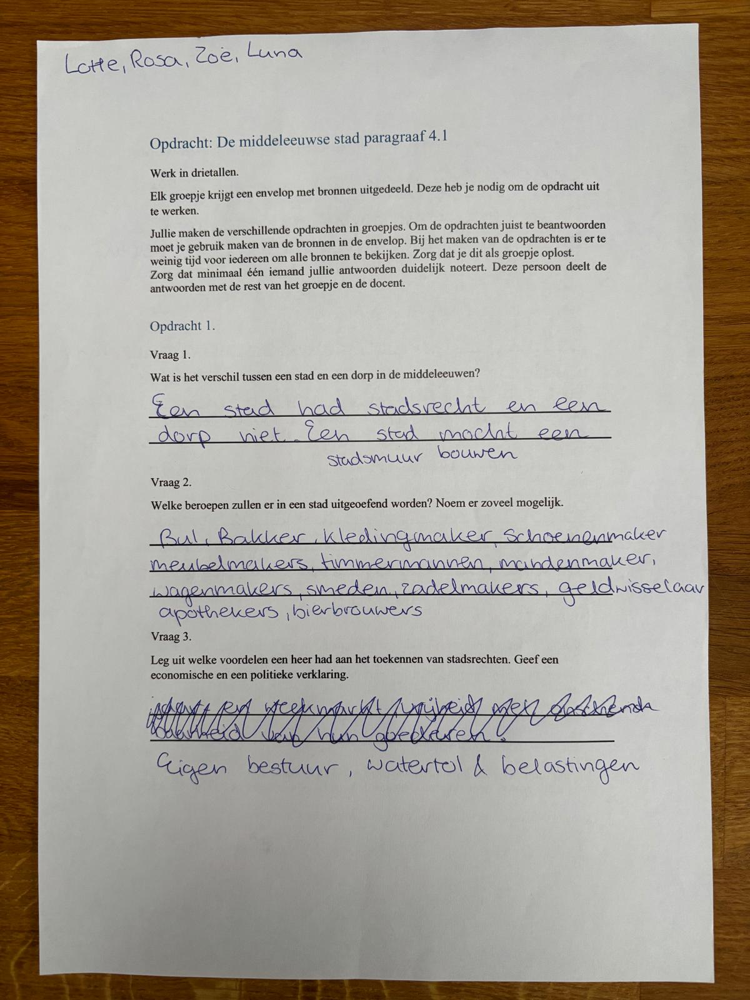 Lotte, Rosa, Zoë, Luna
Opdracht: De middeleeuwse stad paragraaf 4.1
Werk in drietallen.
Elk groepje krijgt een envelop met bronnen uitgedeeld. Deze heb je nodig om de opdracht uit
te werken.
Jullie maken de verschillende opdrachten in groepjes. Om de opdrachten juist te beantwoorden
moet je gebruik maken van de bronnen in de envelop. Bij het maken van de opdrachten is er te
weinig tijd voor iedereen om alle bronnen te bekijken. Zorg dat je dit als groepje oplost.
Zorg dat minimaal één iemand jullie antwoorden duidelijk noteert. Deze persoon deelt de
antwoorden met de rest van het groepje en de docent.
Opdracht 1.
Vraag 1.
Wat is het verschil tussen een stad en een dorp in de middeleeuwen?
Een stad had stadsrecht en een
dorp niet. Een stad mocht een
stadsmuur bouwen
Vraag 2.
Welke beroepen zullen er in een stad uitgeoefend worden? Noem er zoveel mogelijk.
Bul, Bakker, kledingmaker, schoenenmaker
meubelmakers, timmermannen, mandenmaker,
wagenmakers, smeden, zadelmakers, geldwisselaar
apothekers, bierbrouwers
Vraag 3.
Leg uit welke voordelen een heer had aan het toekennen van stadsrechten. Geef een
economische en een politieke verklaring.
en weekmarkt vrijheid
van hun goederen.
Eigen bestuur, watertol & belastingen